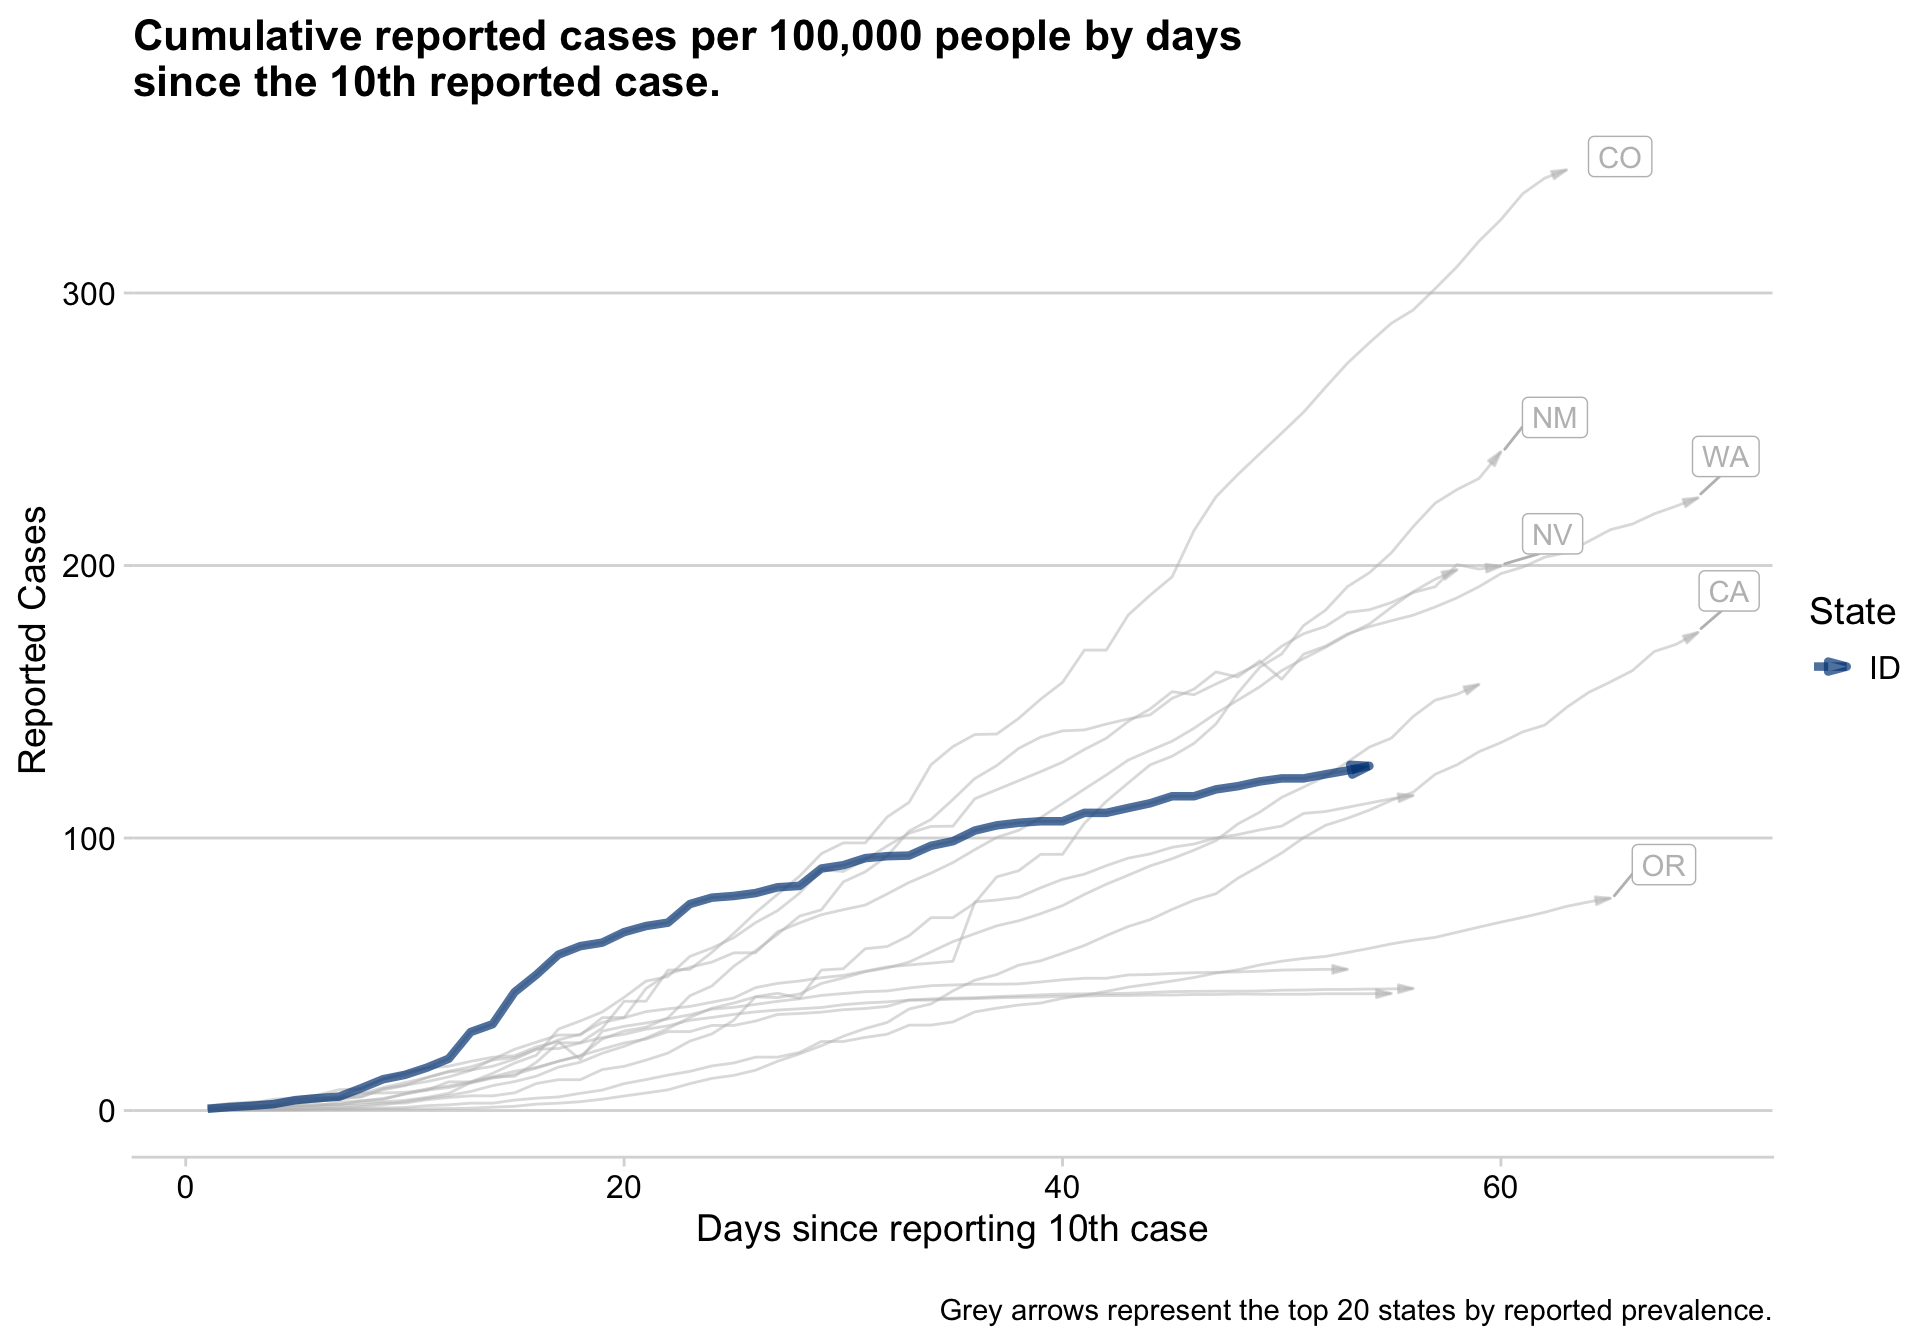 Cumulative reported cases per 100,000 people by days
since the 10th reported case.
CO
300
NM
WA
NV
200
CA
Reported Cases
State
ID
100
OR
0
0
20
40
60
Days since reporting 10th case
Grey arrows represent the top 20 states by reported prevalence.